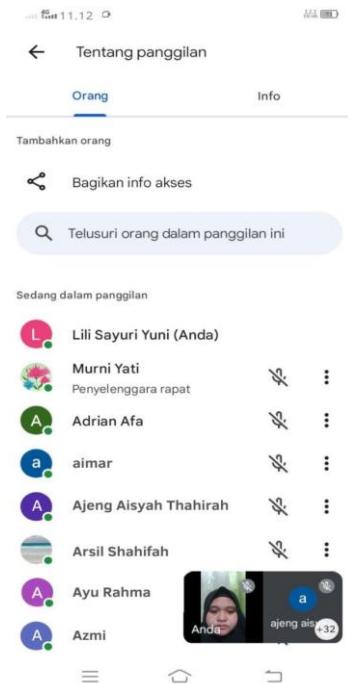 11.12
Tentang panggilan
Orang
Info
Tambahkan orang
Bagikan info akses
Telusuri orang dalam panggilan ini
Sedang dalam panggilan
L
Lili Sayuri Yuni (Anda)
Murni Yati
Penyelenggara rapat
A
Adrian Afa
a
aimar
A
Ajeng Aisyah Thahirah
Arsil Shahifah
A
Ayu Rahma
a
Anda
ajeng ais
+32
A
Azmi